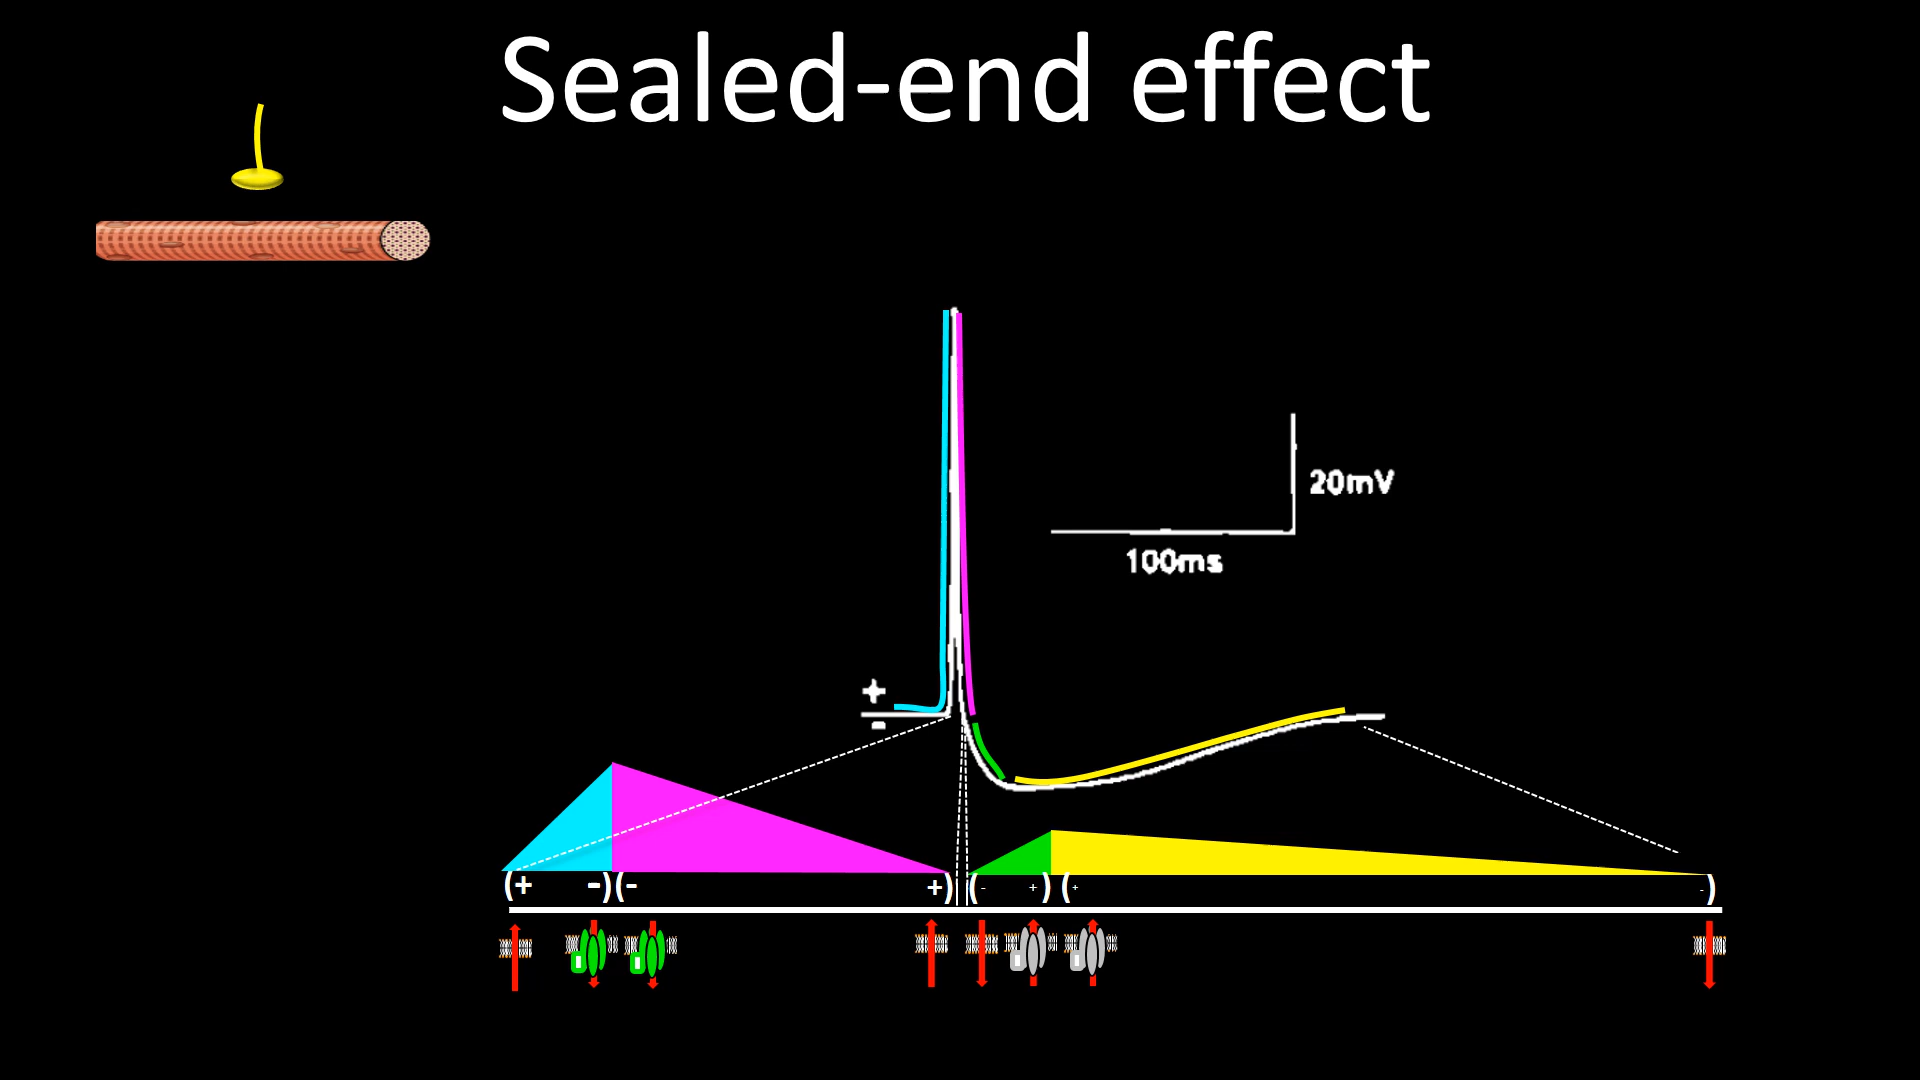 Sealed-end effect
20mV
100ms
+
-
(+ -)(- +) (- +) (+ -)